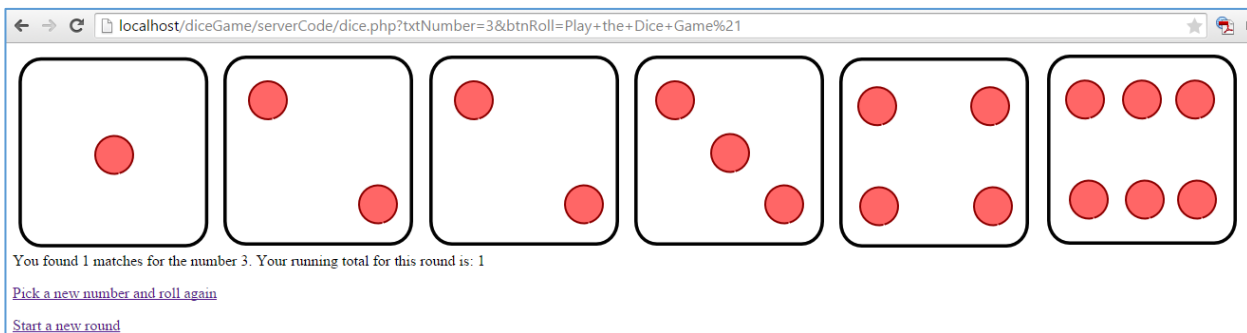 localhost/diceGame/serverCode/dice.php?txtNumber=3&btnRoll=Play+the+Dice+Game%21
You found 1 matches for the number 3. Your running total for this round is: 1
Pick a new number and roll again
Start a new round